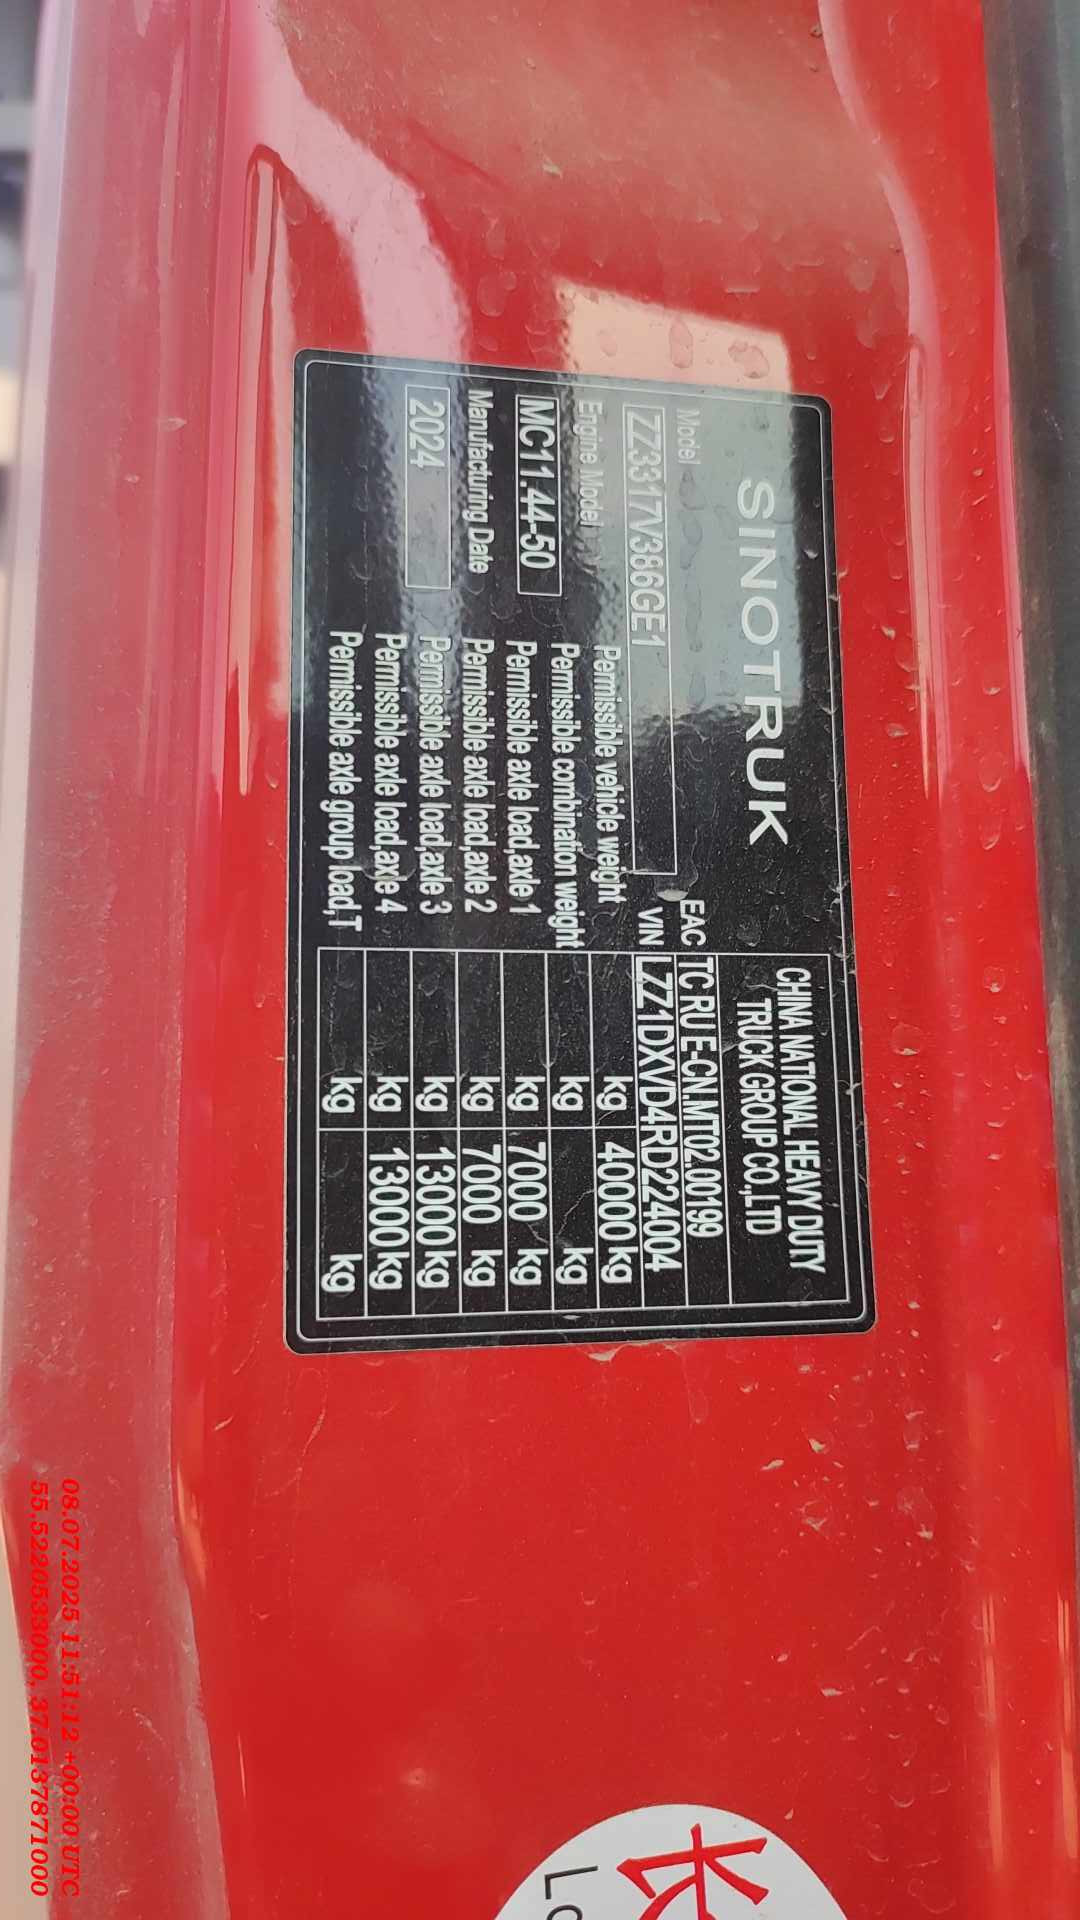 SINOTRUK
CHINA NATIONAL HEAVY DUTY
TRUCK GROUP CO.,LTD
Model
EAC TC RU E-CN.MT02.00199
ZZ3317V386GE1
VIN LZZ1DXVD4RD224004
Engine Model
MC11.44-50
Manufacturing Date
2024
Permissible vehicle weight kg 40000 kg
Permissible combination weight kg kg
Permissible axle load,axle 1 kg 7000 kg
Permissible axle load,axle 2 kg 7000 kg
Permissible axle load,axle 3 kg 13000 kg
Permissible axle load,axle 4 kg 13000 kg
Permissible axle group load,T kg kg
08.07.2025 11:51:12 +00:00 UTC
55.5220533000, 37.0137871000